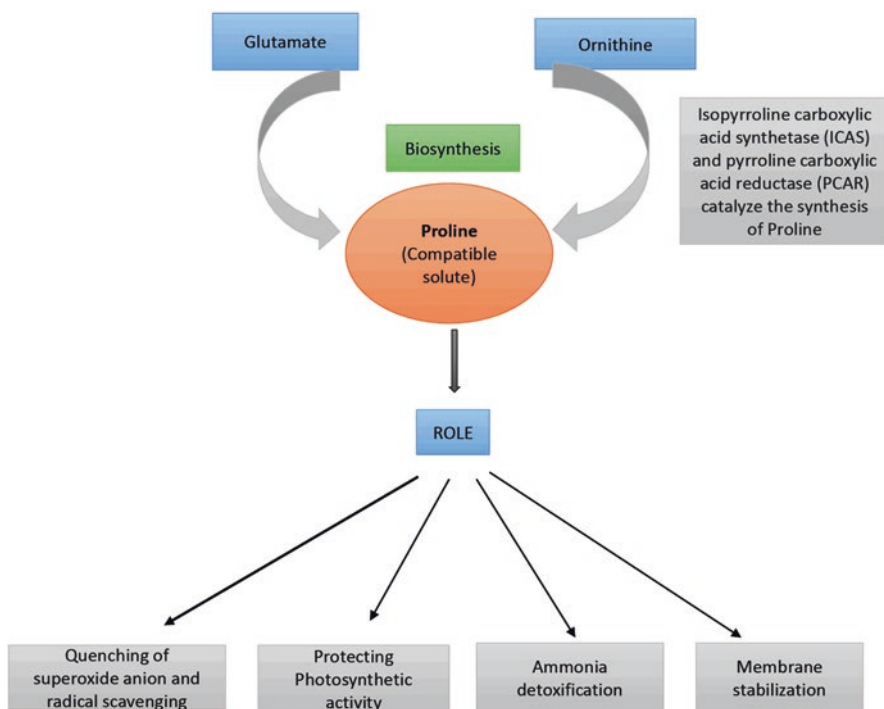 Glutamate
Ornithine
Isopyrroline carboxylic
acid synthetase (ICAS)
and pyrroline carboxylic
acid reductase (PCAR)
catalyze the synthesis
of Proline
Biosynthesis
Proline
(Compatible
solute)
ROLE
Quenching of
superoxide anion and
radical scavenging
Protecting
Photosynthetic
activity
Ammonia
detoxification
Membrane
stabilization